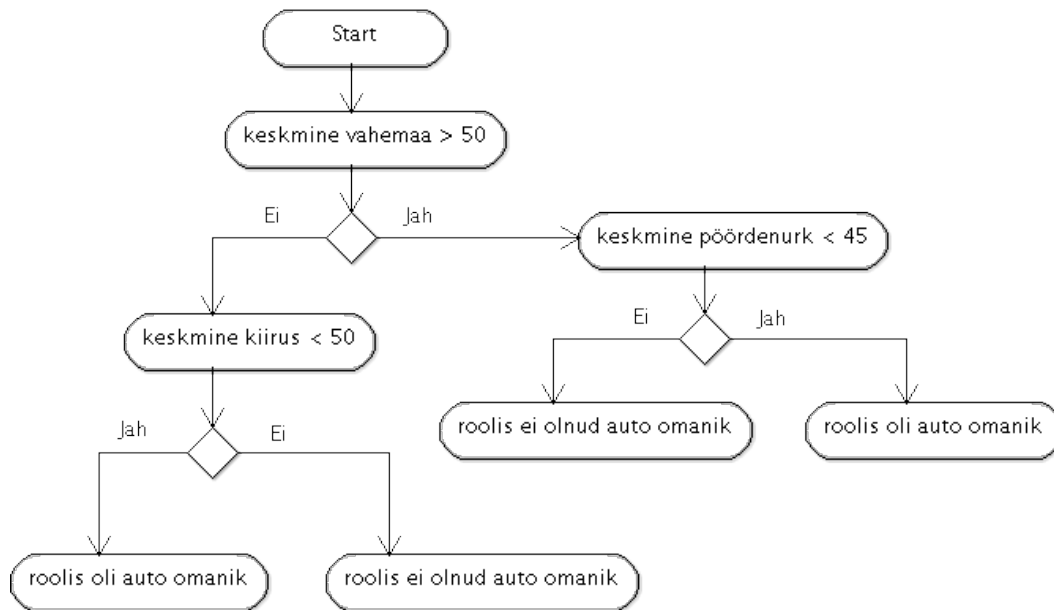 Start
keskmine vahemaa > 50
Ei
Jah
keskmine pöördenurk < 45
keskmine kiirus < 50
Ei
Jah
roolis ei olnud auto omanik
roolis oli auto omanik
Jah
Ei
roolis oli auto omanik
roolis ei olnud auto omanik